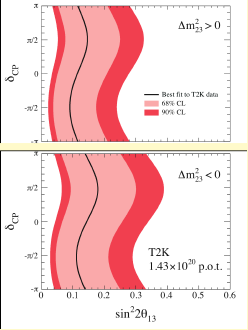 π
π/2
δCP
0
-π/2
-π
Δm²23 > 0
Best fit to T2K data
68% CL
90% CL
π
π/2
δCP
0
-π/2
-π
Δm²23 < 0
T2K
1.43×10²⁰ p.o.t.
0 0.1 0.2 0.3 0.4 0.5 0.6
sin²2θ13